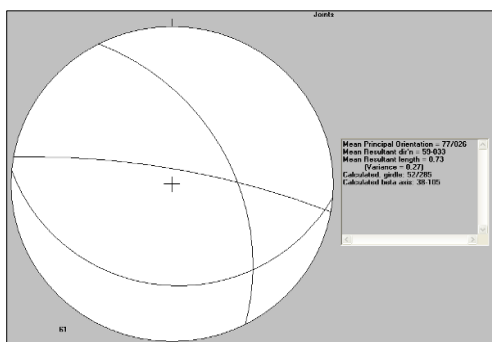 Joints
Mean Principal Orientation = 77/026
Mean Resultant dir'n = 59-033
Mean Resultant length = 0.73
(Variance = 0.27)
Calculated. girdle: 52/285
Calculated beta axis: 38-105
61